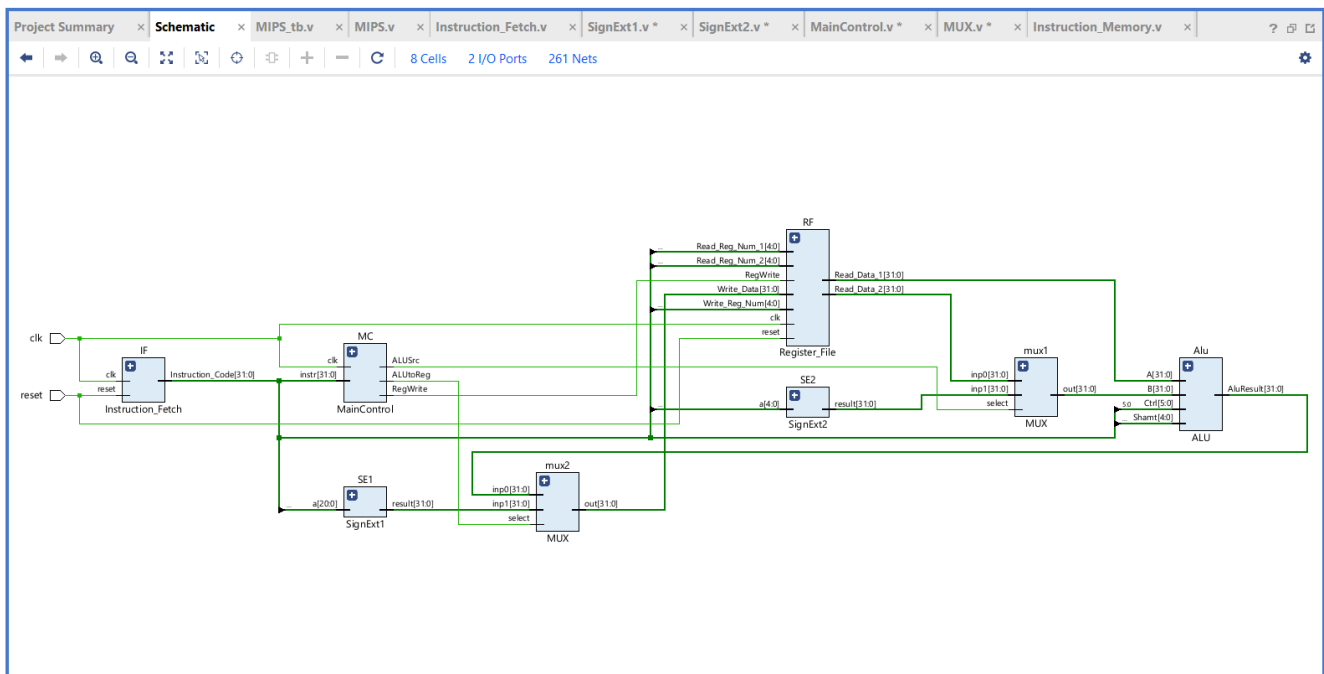 Project Summary × Schematic × MIPS_tb.v × MIPS.v × Instruction_Fetch.v × SignExt1.v * × SignExt2.v * × MainControl.v * × MUX.v * × Instruction_Memory.v ×
8 Cells 2 I/O Ports 261 Nets
RF
Read_Reg_Num_1[4:0]
Read_Reg_Num_2[4:0]
RegWrite
Write_Data[31:0]
Write_Reg_Num[4:0]
clk
reset
Read_Data_1[31:0]
Read_Data_2[31:0]
Register_File
clk
reset
IF
clk
reset
Instruction_Code[31:0]
Instruction_Fetch
MC
clk
instr[31:0]
ALUSrc
ALUtoReg
RegWrite
MainControl
SE2
a[4:0]
result[31:0]
SignExt2
mux1
inp0[31:0]
inp1[31:0]
select
out[31:0]
MUX
Alu
A[31:0]
B[31:0]
5:0
Ctrl[5:0]
Shamt[4:0]
AluResult[31:0]
ALU
SE1
a[20:0]
result[31:0]
SignExt1
mux2
inp0[31:0]
inp1[31:0]
select
out[31:0]
MUX